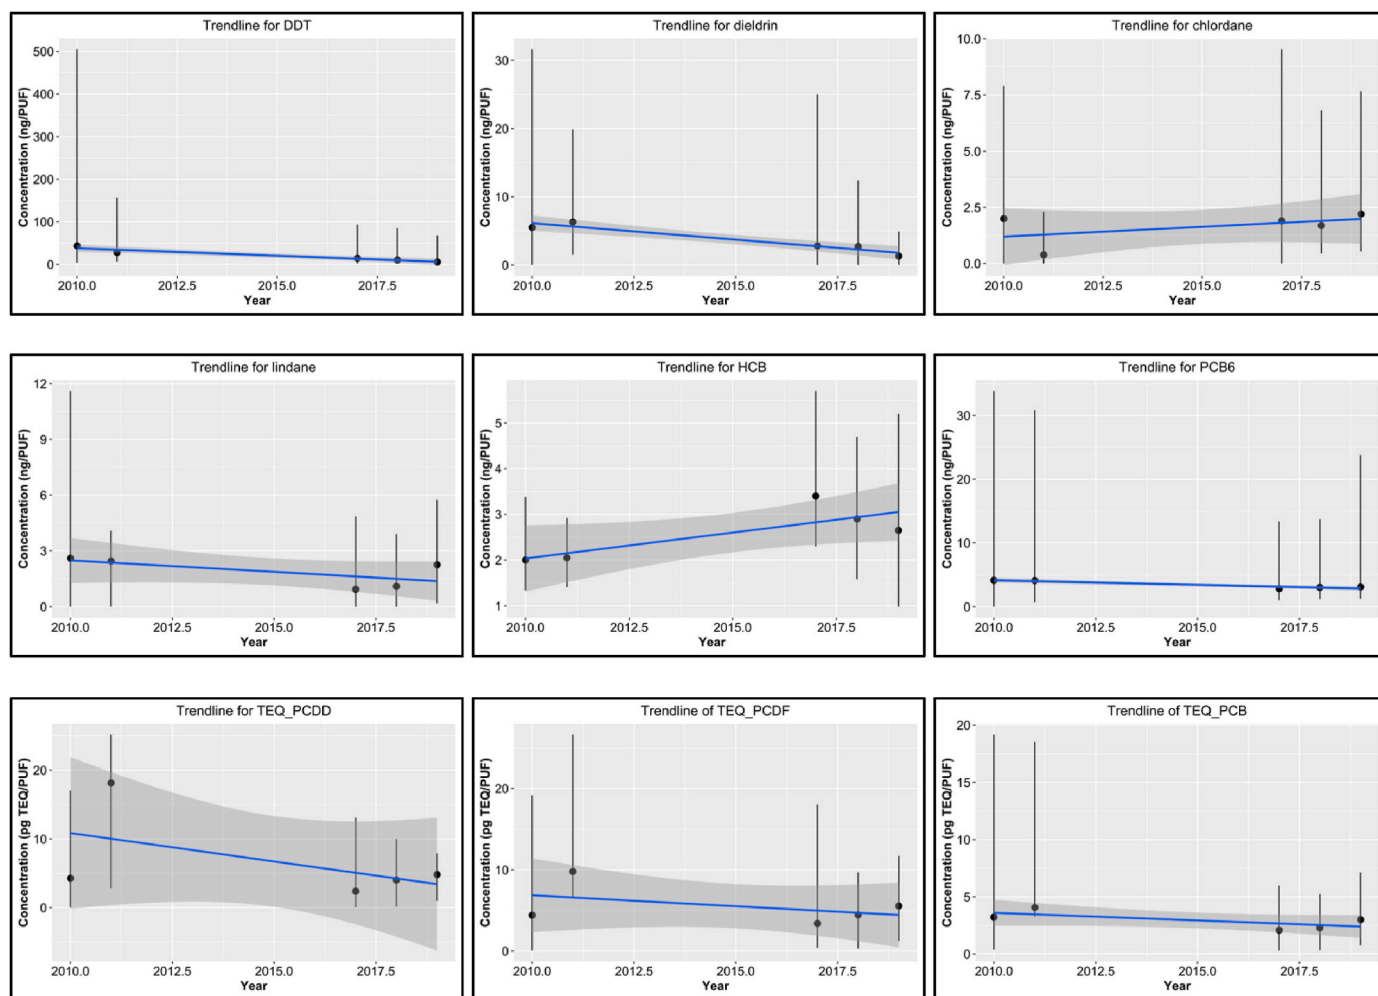 Trendline for DDT
Concentration (ng/PUF)
500
400
300
200
100
0
2010.0 2012.5 2015.0 2017.5
Year
Trendline for dieldrin
Concentration (ng/PUF)
30
20
10
0
2010.0 2012.5 2015.0 2017.5
Year
Trendline for chlordane
Concentration (ng/PUF)
10.0
7.5
5.0
2.5
0.0
2010.0 2012.5 2015.0 2017.5
Year
Trendline for lindane
Concentration (ng/PUF)
12
9
6
3
0
2010.0 2012.5 2015.0 2017.5
Year
Trendline for HCB
Concentration (ng/PUF)
5
4
3
2
1
2010.0 2012.5 2015.0 2017.5
Year
Trendline for PCB6
Concentration (ng/PUF)
30
20
10
0
2010.0 2012.5 2015.0 2017.5
Year
Trendline for TEQ_PCDD
Concentration (pg TEQ/PUF)
20
10
0
2010.0 2012.5 2015.0 2017.5
Year
Trendline of TEQ_PCDF
Concentration (pg TEQ/PUF)
20
10
0
2010.0 2012.5 2015.0 2017.5
Year
Trendline of TEQ_PCB
Concentration (pg TEQ/PUF)
20
15
10
5
0
2010.0 2012.5 2015.0 2017.5
Year